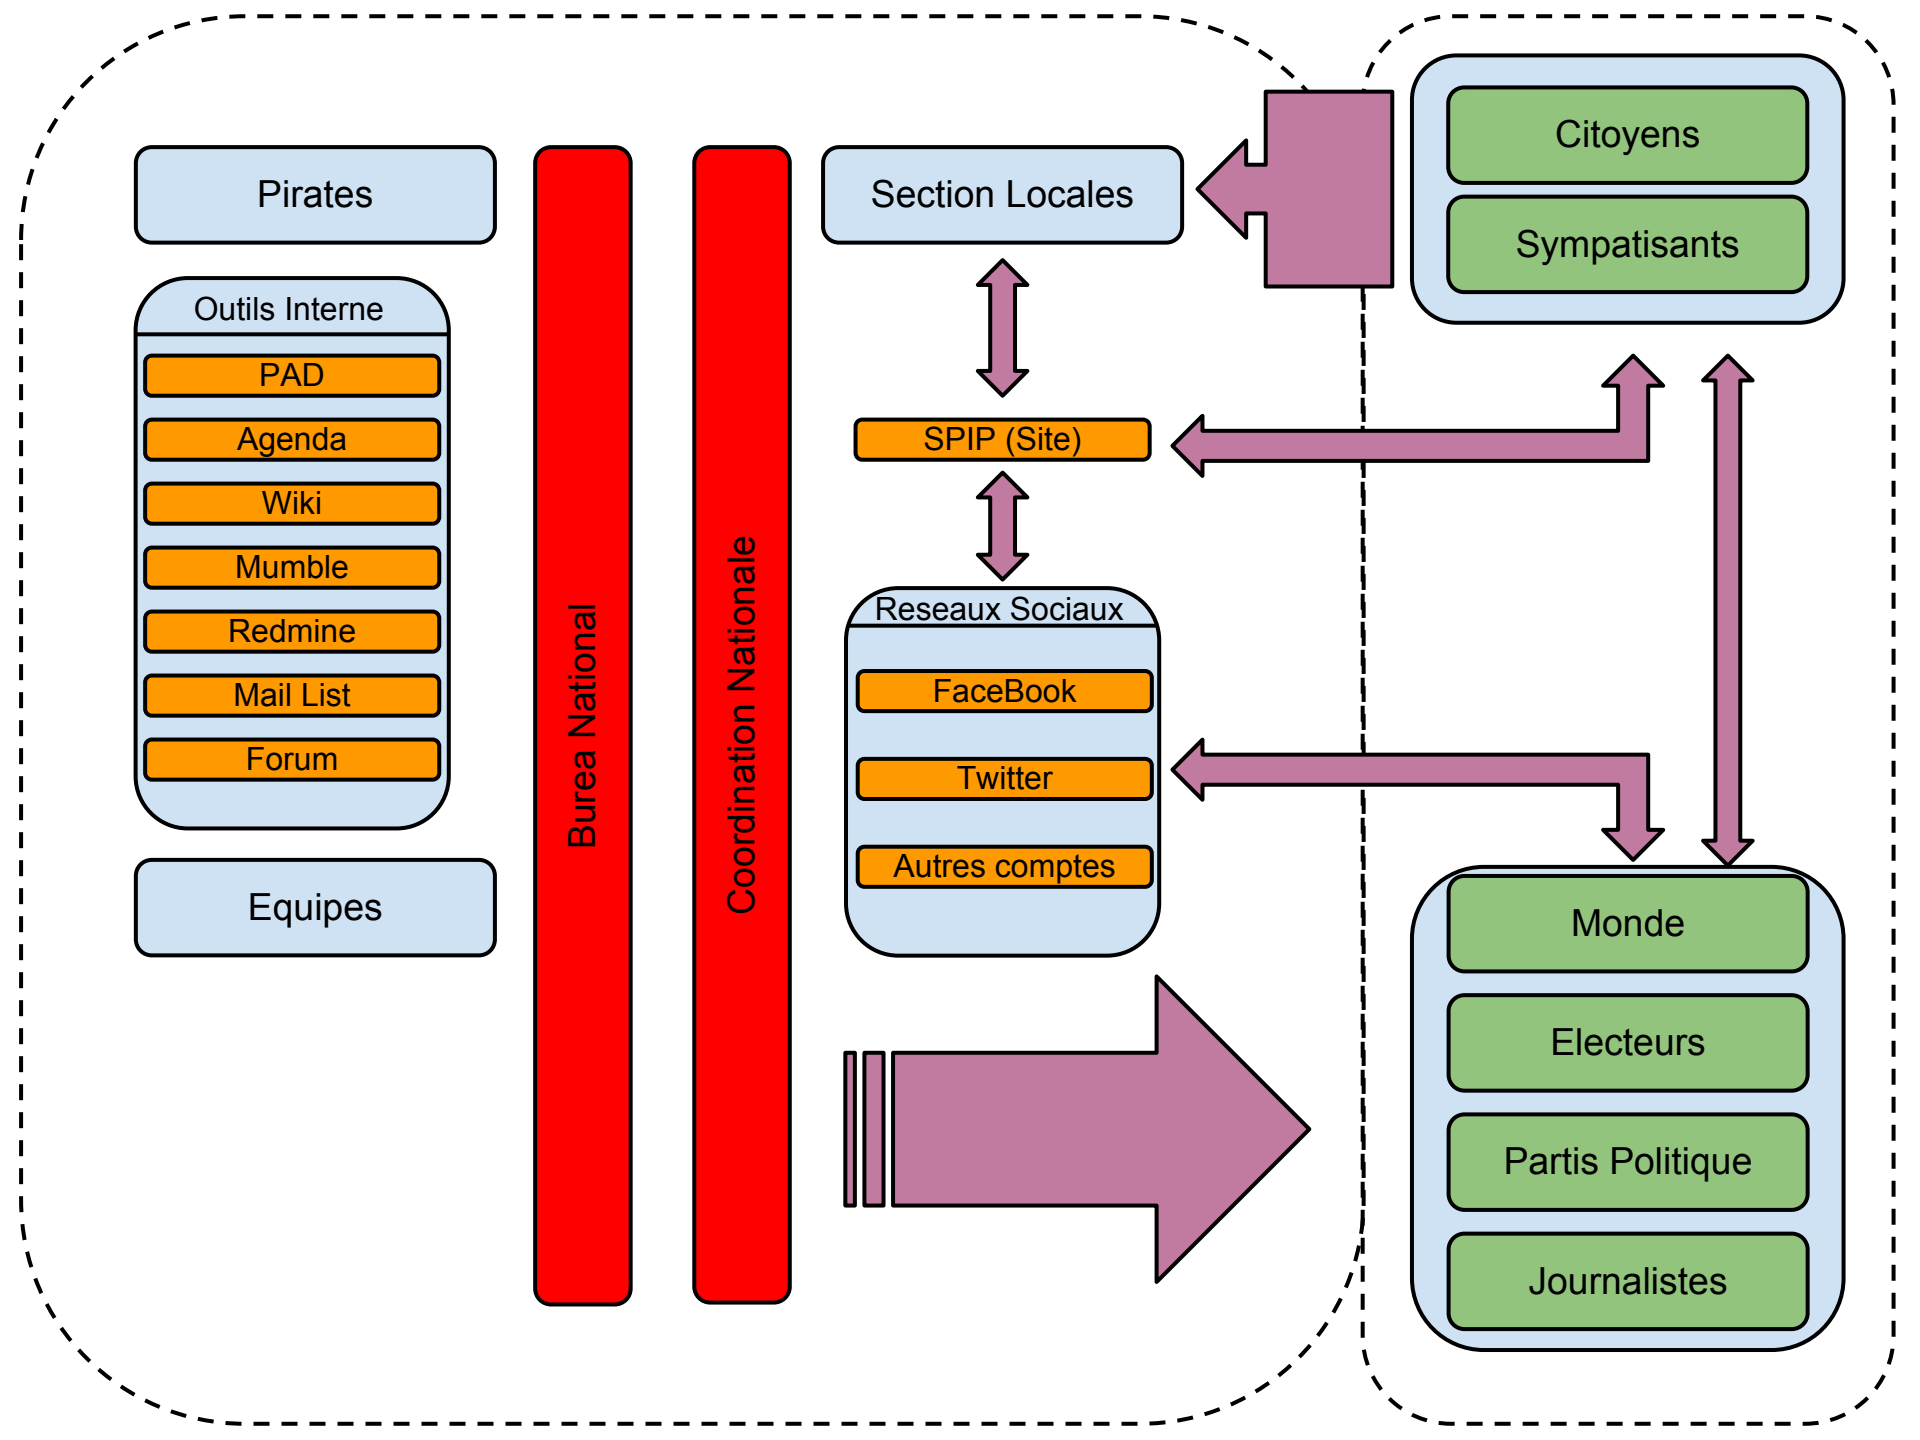 Pirates
Outils Interne
PAD
Agenda
Wiki
Mumble
Redmine
Mail List
Forum
Equipes
Burea National
Coordination Nationale
Section Locales
SPIP (Site)
Reseaux Sociaux
FaceBook
Twitter
Autres comptes
Citoyens
Sympatisants
Monde
Electeurs
Partis Politique
Journalistes